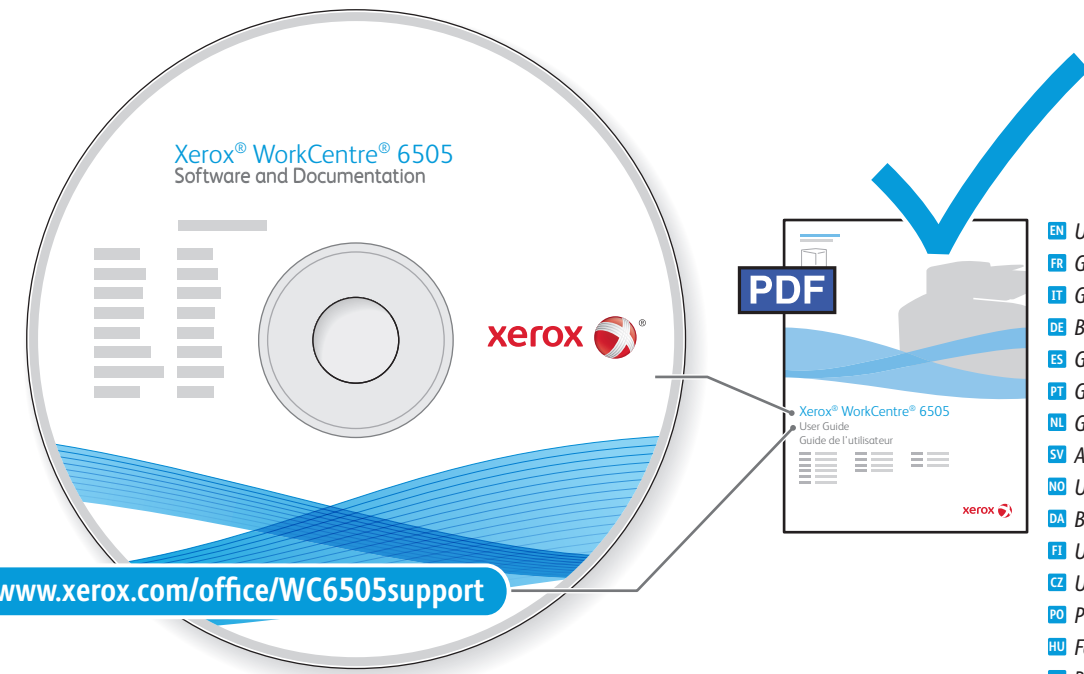 Xerox® WorkCentre® 6505
Software and Documentation
xerox ®
www.xerox.com/office/WC6505support
PDF
Xerox® WorkCentre® 6505
User Guide
Guide de l'utilisateur
xerox
EN
FR
IT
DE
ES
PT
NL
SV
NO
DA
FI
CZ
PO
HU